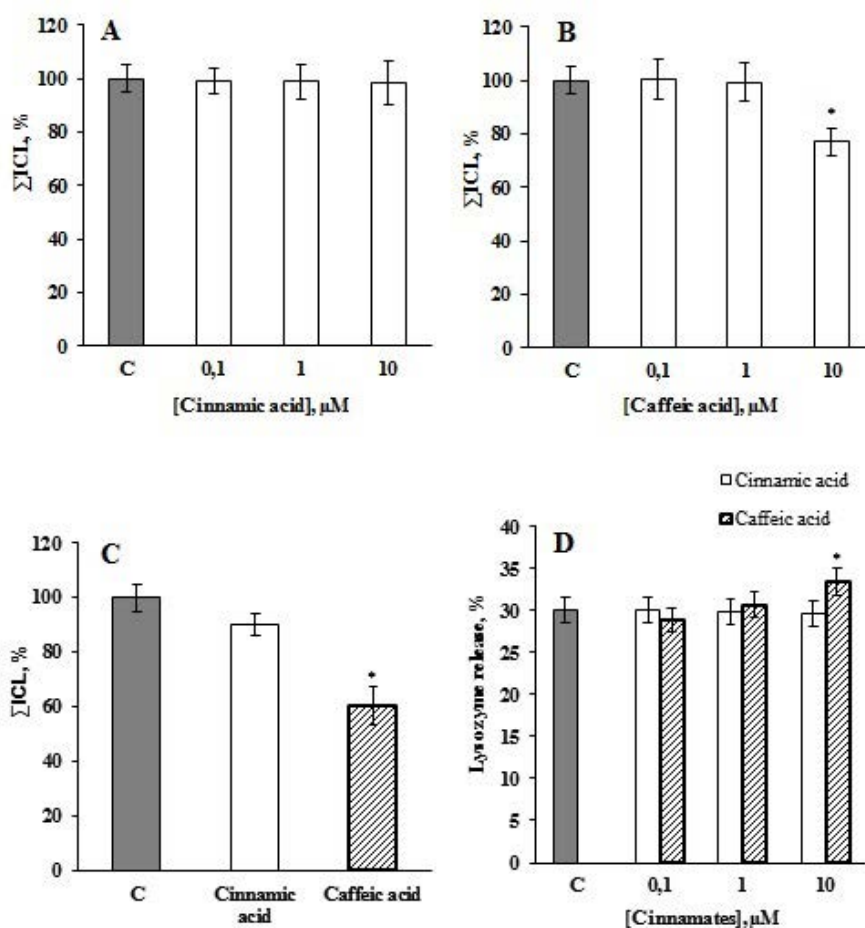 A
120
100
80
60
40
20
0
∑ICL, %
C 0,1 1 10
[Cinnamic acid], µM
B
120
100
80
60
40
20
0
∑ICL, %
*
C 0,1 1 10
[Caffeic acid], µM
C
120
100
80
60
40
20
0
∑ICL, %
*
C Cinnamic Caffeic acid
acid
Cinnamic acid
Caffeic acid
D
40
35
30
25
20
15
10
5
0
Lysozyme release, %
*
C 0,1 1 10
[Cinnamates], µM